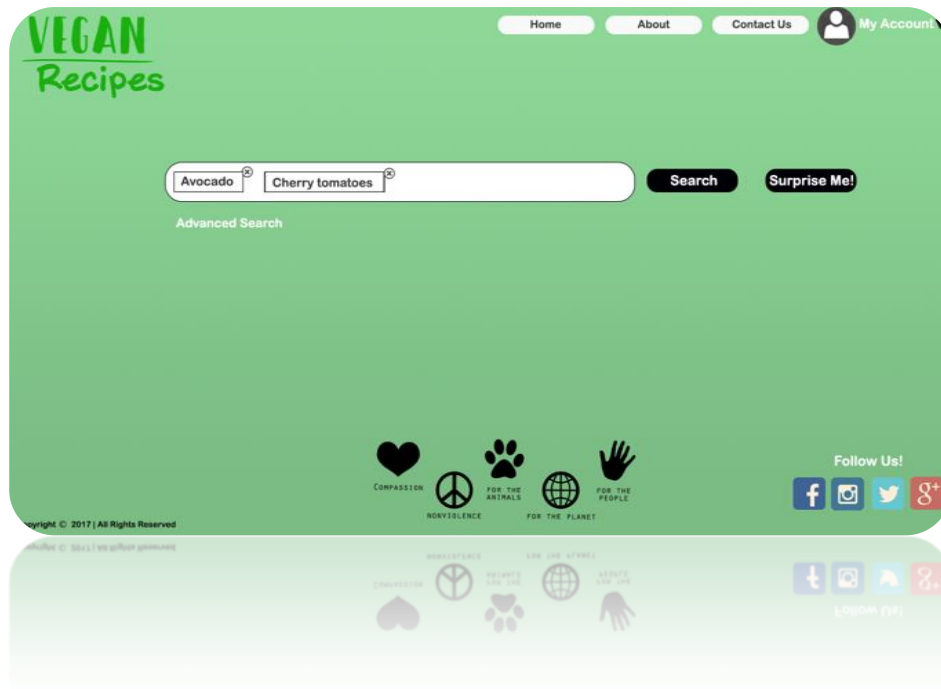 VEGAN
Recipes
Home
About
Contact Us
My Account
Avocado
Cherry tomatoes
Search
Surprise Me!
Advanced Search
COMPASSION
NONVIOLENCE
FOR THE
ANIMALS
FOR THE PLANET
FOR THE
PEOPLE
Follow Us!
f
g+
© 2017 | All Rights Reserved